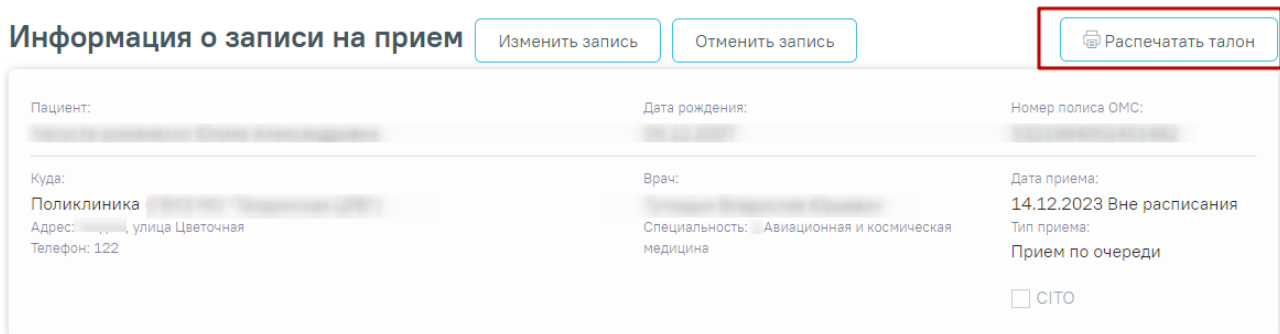 Информация о записи на прием Изменить запись Отменить запись Распечатать талон
Пациент: Дата рождения: Номер полиса ОМС:
Куда: Врач: Дата приема:
Поликлиника 14.12.2023 Вне расписания
Адрес: , улица Цветочная Специальность: Авиационная и космическая Тип приема:
Телефон: 122 медицина Прием по очереди
CITO